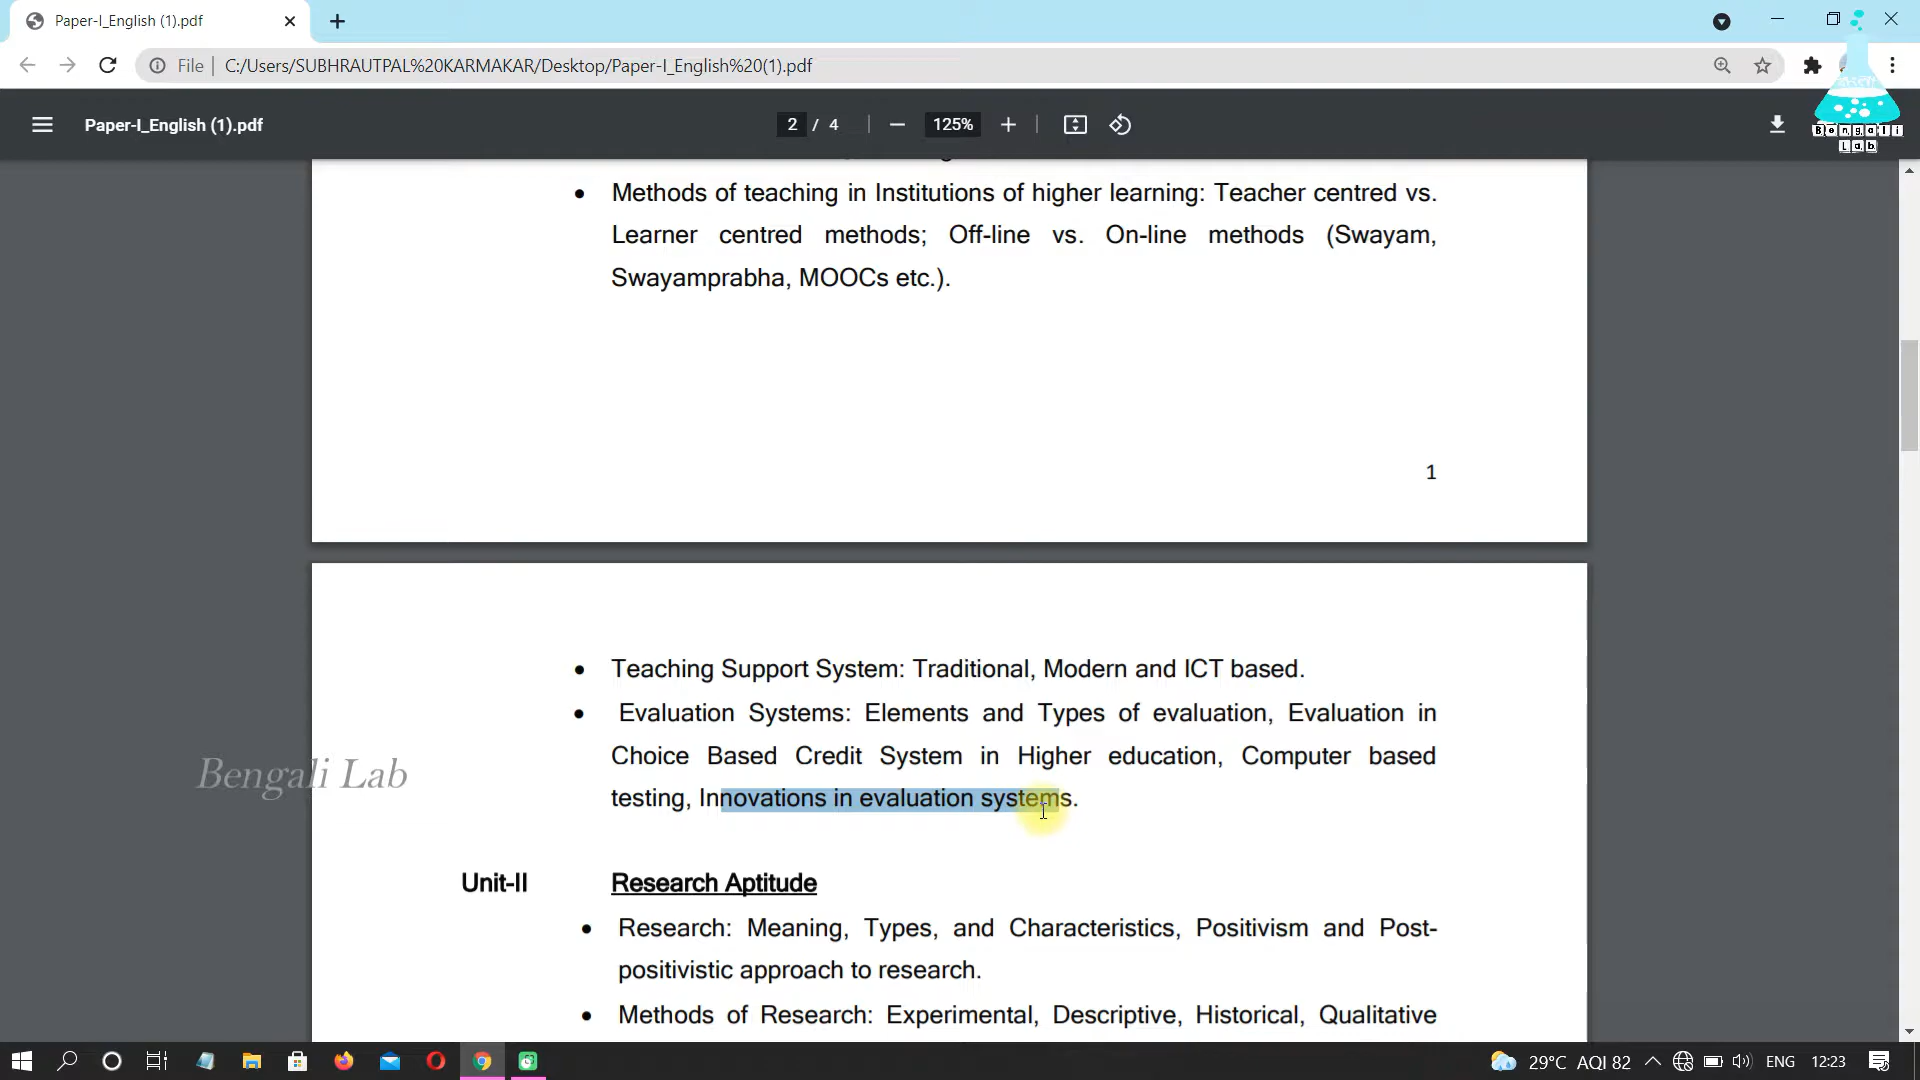 Paper-I_English (1).pdf
File
C:/Users/SUBHRAUTPAL%20KARMAKAR/Desktop/Paper-I_English%20(1).pdf
Paper-I_English (1).pdf
2 / 4
125%
Bengali
Lab
• Methods of teaching in Institutions of higher learning: Teacher centred vs.
Learner centred methods; Off-line vs. On-line methods (Swayam,
Swayamprabha, MOOCs etc.).
1
• Teaching Support System: Traditional, Modern and ICT based.
• Evaluation Systems: Elements and Types of evaluation, Evaluation in
Choice Based Credit System in Higher education, Computer based
testing, Innovations in evaluation systems.
Bengali Lab
Unit-II Research Aptitude
• Research: Meaning, Types, and Characteristics, Positivism and Post-
positivistic approach to research.
• Methods of Research: Experimental, Descriptive, Historical, Qualitative
29°C AQI 82
ENG
12:23